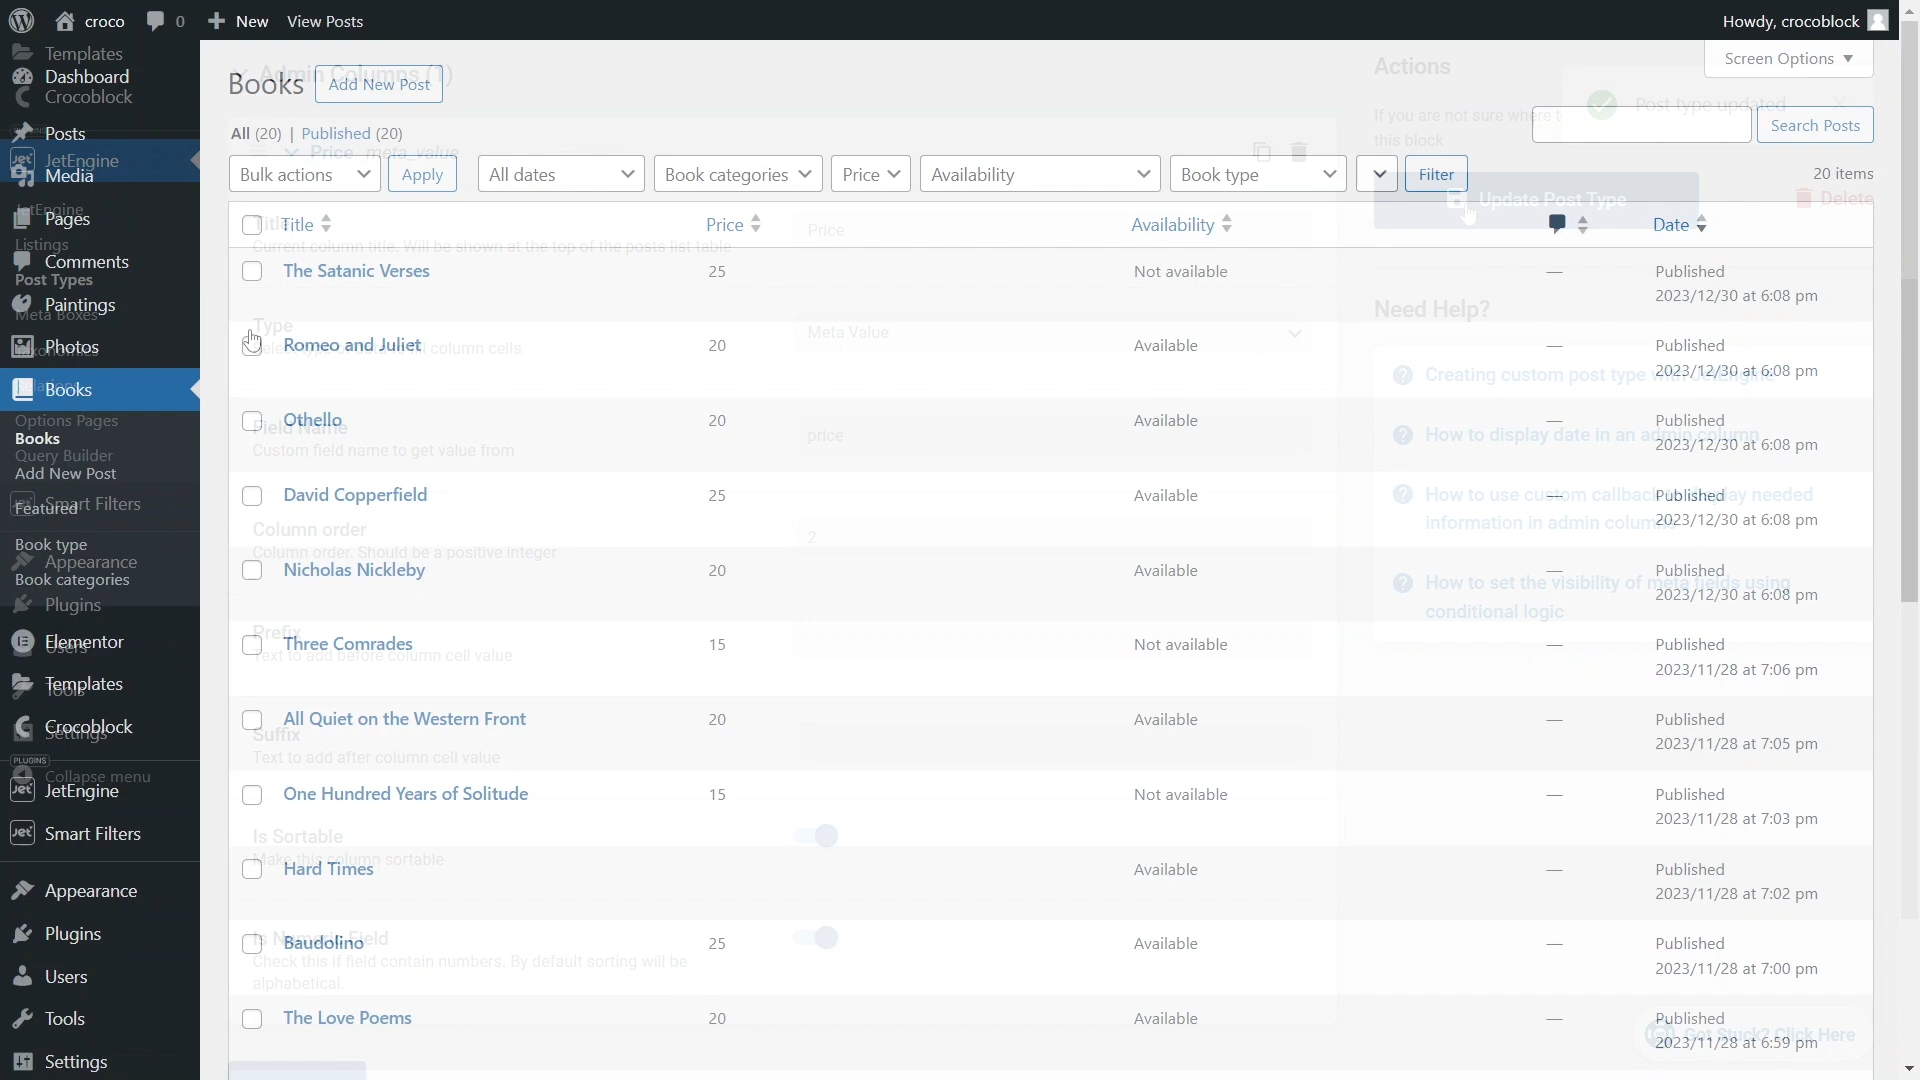 croco 0 New View Posts Howdy, crocoblock
Templates
Dashboard
Crocoblock
Posts
JetEngine
Media
JetEngine
Pages
Listings
Comments
Post Types
Paintings
Meta Boxes
Photos
Books
Options Pages
Books
Query Builder
Add New Post
Smart Filters
Featured
Book type
Appearance
Book categories
Plugins
Elementor
Users
Templates
Tools
Crocoblock
Settings
PLUGINS
Collapse menu
JetEngine
Smart Filters
Appearance
Plugins
Users
Tools
Settings
Admin Columns (1)
Books Add New Post
Actions
Screen Options
Post type updated
If you are not sure where t
this block
All (20) | Published (20)
Search Posts
Price meta_value
Bulk actions Apply All dates Book categories Price Availability Book type Filter 20 items
Update Post Type Delete
Title Price Availability Date
Title Price
Current column title. Will be shown at the top of the posts list table
The Satanic Verses 25 Not available — Published
2023/12/30 at 6:08 pm
Need Help?
Type Meta Value
Romeo and Juliet 20 Available — Published
2023/12/30 at 6:08 pm
Creating custom post type with JetEngine
Othello 20 Available — Published
2023/12/30 at 6:08 pm
Field Name price
Custom field name to get value from
How to display date in an admin column
David Copperfield 25 Available — Published
2023/12/30 at 6:08 pm
How to use custom callback to display needed
information in admin columns
Column order 2
Column order. Should be a positive integer
Nicholas Nickleby 20 Available — Published
2023/12/30 at 6:08 pm
How to set the visibility of meta fields using
conditional logic
Prefix
Text to add before column cell value
Three Comrades 15 Not available — Published
2023/11/28 at 7:06 pm
All Quiet on the Western Front 20 Available — Published
2023/11/28 at 7:05 pm
Suffix
Text to add after column cell value
One Hundred Years of Solitude 15 Not available — Published
2023/11/28 at 7:03 pm
Is Sortable
Make this column sortable
Hard Times 25 Available — Published
2023/11/28 at 7:02 pm
Is Numeric Field
Baudolino 25 Available — Published
2023/11/28 at 7:00 pm
Check this if field contain numbers. By default sorting will be
alphabetical.
The Love Poems 20 Available — Published
2023/11/28 at 6:59 pm
Got Stuck? Click Here